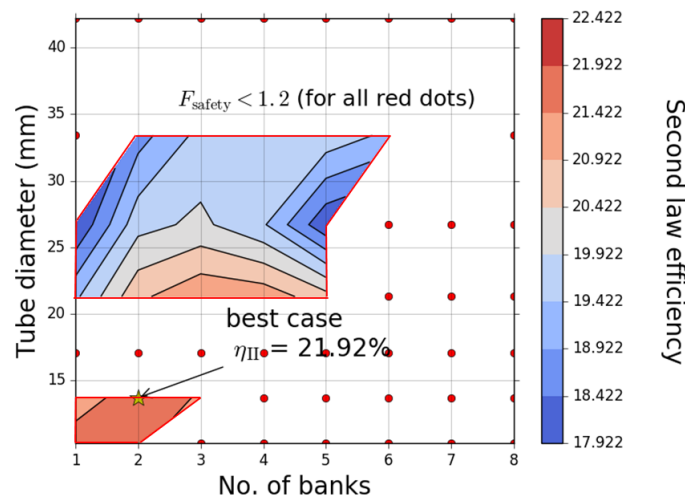 40
35
30
25
20
15
1 2 3 4 5 6 7 8
Tube diameter (mm)
No. of banks
F_safety < 1.2 (for all red dots)
best case
η_II = 21.92%
22.422
21.922
21.422
20.922
20.422
19.922
19.422
18.922
18.422
17.922
Second law efficiency